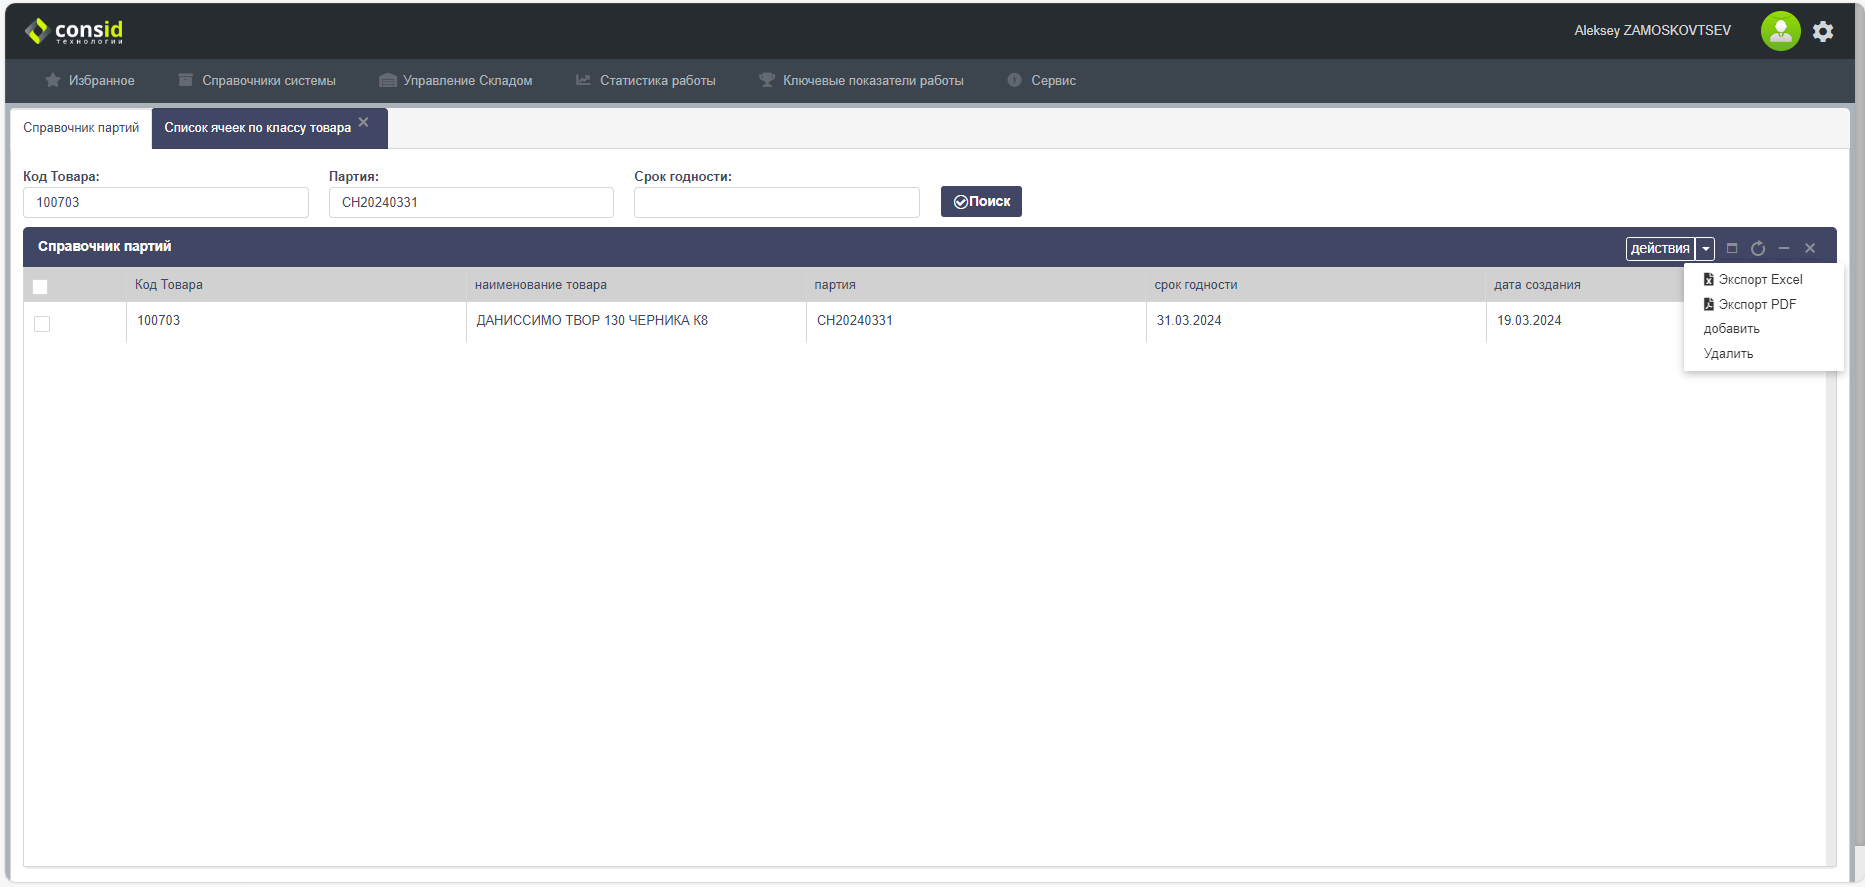 consid
технологии
Aleksey ZAMOSKOVTSEV
Избранное Справочники системы Управление Складом Статистика работы Ключевые показатели работы Сервис
Справочник партий Список ячеек по классу товара
Код Товара: Партия: Срок годности:
100703 CH20240331 Поиск
Справочник партий действия
Код Товара наименование товара партия срок годности дата создания
100703 ДАНИССИМО ТВОР 130 ЧЕРНИКА К8 CH20240331 31.03.2024 19.03.2024
Экспорт Excel
Экспорт PDF
добавить
Удалить